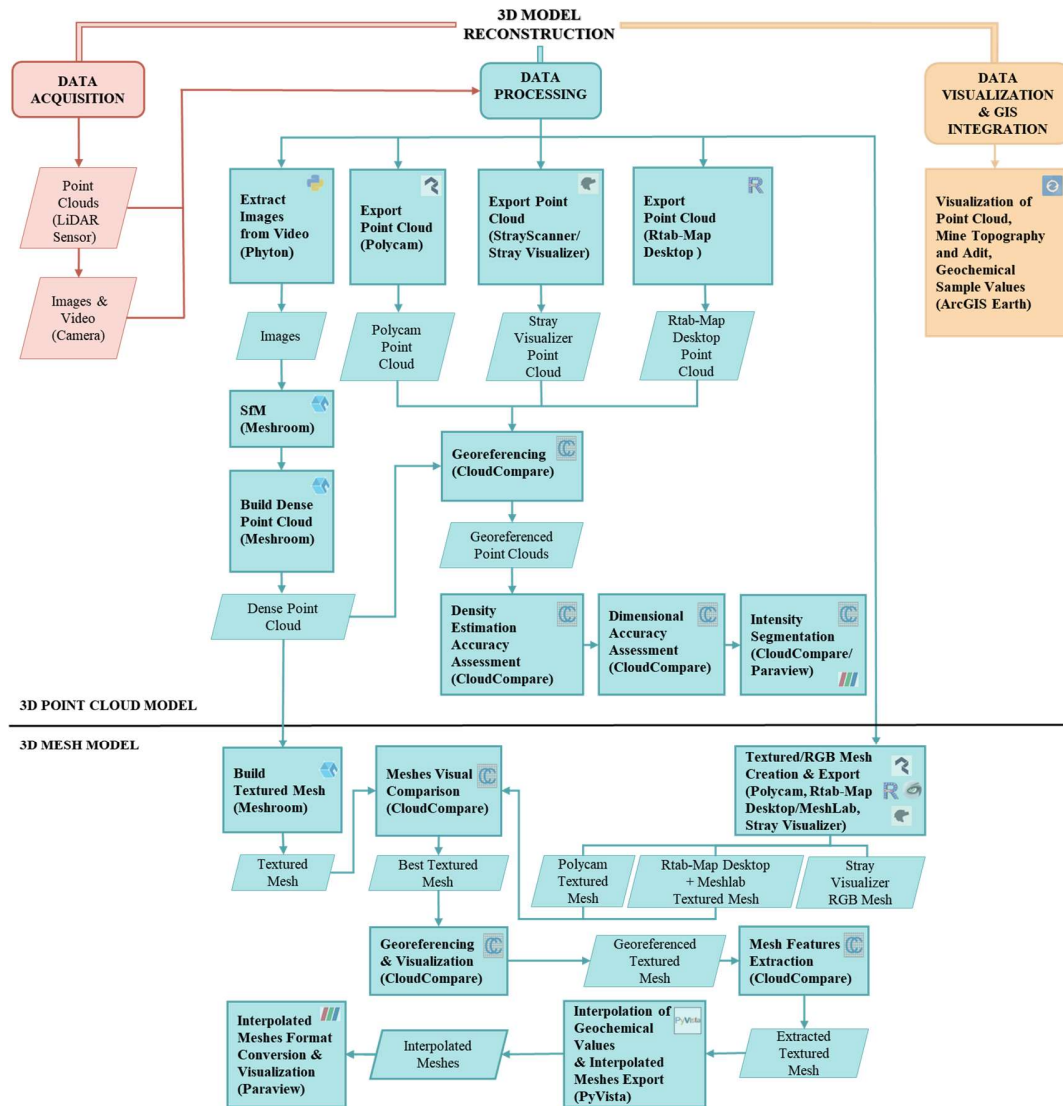 3D MODEL
RECONSTRUCTION
DATA
ACQUISITION
DATA
PROCESSING
DATA
VISUALIZATION
& GIS
INTEGRATION
Point
Clouds
(LiDAR
Sensor)
Images &
Video
(Camera)
Extract
Images
from Video
(Phyton)
Export
Point Cloud
(Polycam)
Export Point
Cloud
(StrayScanner/
Stray Visualizer)
R
Export
Point Cloud
(Rtab-Map
Desktop )
Visualization of
Point Cloud,
Mine Topography
and Adit,
Geochemical
Sample Values
(ArcGIS Earth)
Images
Polycam
Point
Cloud
Stray
Visualizer
Point
Cloud
Rtab-Map
Desktop
Point
Cloud
SfM
(Meshroom)
Georeferencing
(CloudCompare)
Build Dense
Point Cloud
(Meshroom)
Georeferenced
Point Clouds
Dense Point
Cloud
Density
Estimation
Accuracy
Assessment
(CloudCompare)
Dimensional
Accuracy
Assessment
(CloudCompare)
Intensity
Segmentation
(CloudCompare/
Paraview)
3D POINT CLOUD MODEL
3D MESH MODEL
Build
Textured Mesh
(Meshroom)
Meshes Visual
Comparison
(CloudCompare)
Textured/RGB Mesh
Creation & Export
(Polycam, Rtab-Map
Desktop/MeshLab,
Stray Visualizer)
R
Textured
Mesh
Best Textured
Mesh
Polycam
Textured
Mesh
Rtab-Map Desktop
+ Meshlab
Textured Mesh
Stray
Visualizer
RGB Mesh
Georeferencing
& Visualization
(CloudCompare)
Georeferenced
Textured
Mesh
Mesh Features
Extraction
(CloudCompare)
Interpolated
Meshes Format
Conversion &
Visualization
(Paraview)
Interpolated
Meshes
Interpolation of
Geochemical
Values
& Interpolated
Meshes Export
(PyVista)
PyVista
Extracted
Textured
Mesh